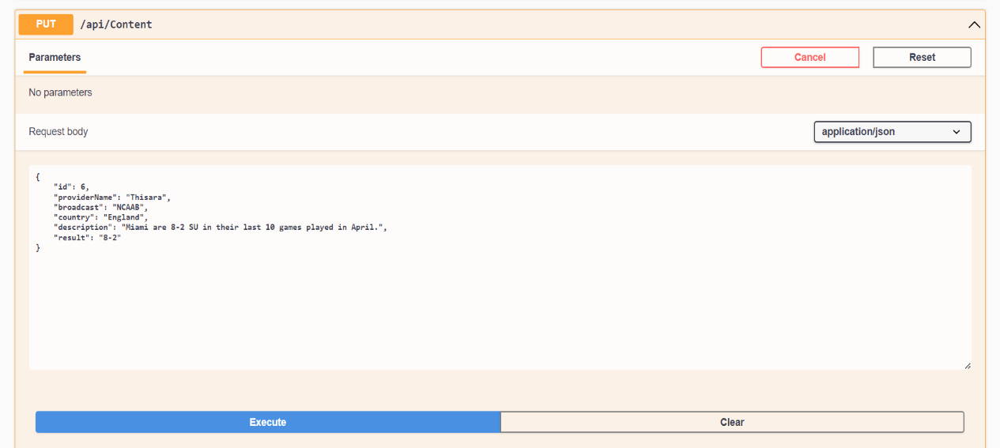 PUT /api/Content
Parameters Cancel Reset
No parameters
Request body application/json
{
"id": 6,
"providerName": "Thisara",
"broadcast": "NCAAB",
"country": "England",
"description": "Miami are 8-2 SU in their last 10 games played in April.",
"result": "8-2"
}
Execute Clear